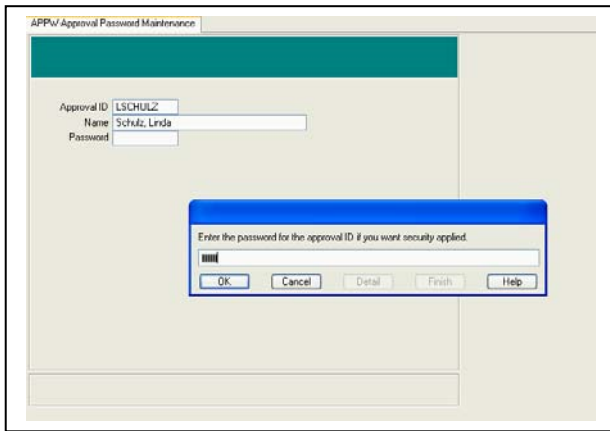 APPW-Approval Password Maintenance
Approval ID LSCHULZ
Name Schulz, Linda
Password
Enter the password for the approval ID if you want security applied.
OK Cancel Detail Finish Help